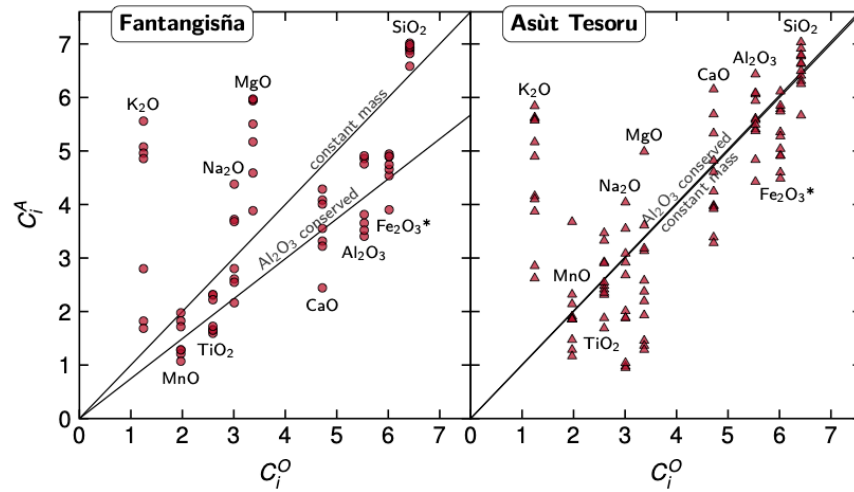 Fantangisña
Asùt Tesoru
SiO₂
SiO₂
MgO
K₂O
Na₂O
constant mass
Al₂O₃ conserved
Fe₂O₃*
Al₂O₃
CaO
TiO₂
MnO
Al₂O₃
CaO
K₂O
MgO
Na₂O
Al₂O₃ conserved
constant mass
Fe₂O₃*
MnO
TiO₂
7
6
5
4
3
2
1
0
0 1 2 3 4 5 6 7
0 1 2 3 4 5 6 7
C_i^A
C_i^O
C_i^O